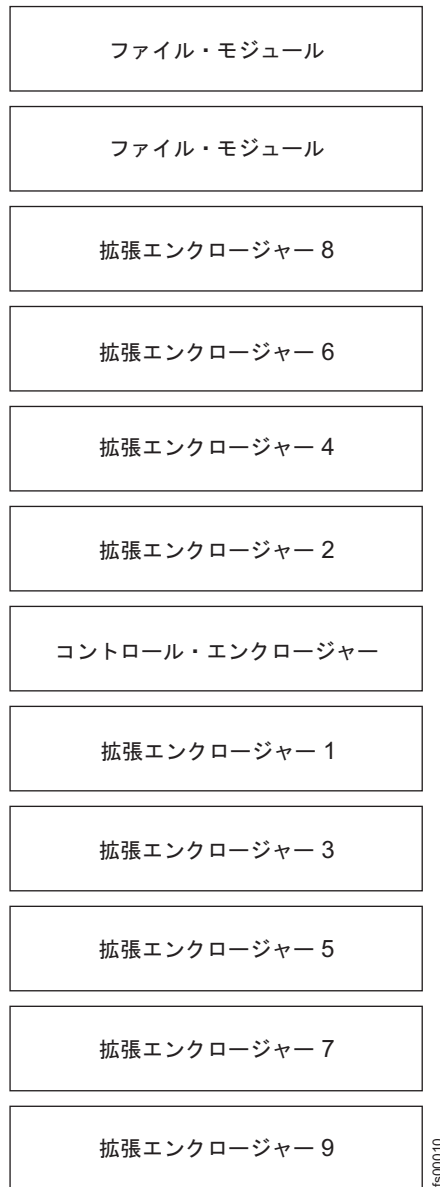 ファイル・モジュール
ファイル・モジュール
拡張エンクロージャー 8
拡張エンクロージャー 6
拡張エンクロージャー 4
拡張エンクロージャー 2
コントロール・エンクロージャー
拡張エンクロージャー 1
拡張エンクロージャー 3
拡張エンクロージャー 5
拡張エンクロージャー 7
拡張エンクロージャー 9
ifs00010